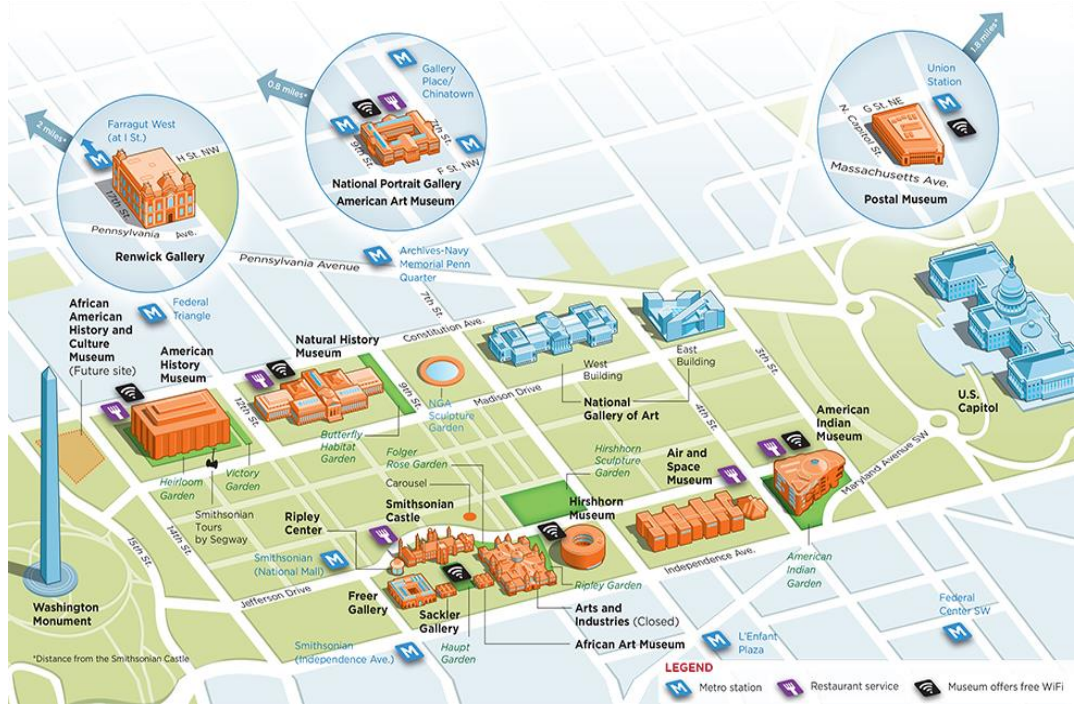 2 miles*
Farragut West
(at I St.)
H St. NW
17th St.
Pennsylvania Ave.
Renwick Gallery
0.8 miles*
Gallery
Place/
Chinatown
7th St.
9th St.
F St. NW
National Portrait Gallery
American Art Museum
1.8 miles*
Union
Station
G St. NE
N. Capitol St.
Massachusetts Ave.
Postal Museum
Pennsylvania Avenue
Archives-Navy
Memorial Penn
Quarter
7th St.
Federal
Triangle
African
American
History and
Culture
Museum
(Future site)
American
History
Museum
Natural History
Museum
Constitution Ave.
12th St.
9th St.
NGA
Sculpture
Garden
Madison Drive
West
Building
East
Building
National
Gallery of Art
3rd St.
4th St.
U.S.
Capitol
American
Indian
Museum
Maryland Avenue SW
Butterfly
Habitat
Garden
Heirloom
Garden
Victory
Garden
Smithsonian
Tours
by Segway
Folger
Rose Garden
Carousel
Smithsonian
Castle
Ripley
Center
Smithsonian
(National Mall)
Hirshhorn
Sculpture
Garden
Hirshhorn
Museum
Air and
Space
Museum
Independence Ave.
American
Indian
Garden
15th St.
14th St.
Jefferson Drive
Washington
Monument
Freer
Gallery
Sackler
Gallery
Haupt
Garden
Ripley Garden
Arts and
Industries (Closed)
African Art Museum
Smithsonian
(Independence Ave.)
L'Enfant
Plaza
Federal
Center SW
*Distance from the Smithsonian Castle
LEGEND
M Metro station
Restaurant service
Museum offers free WiFi